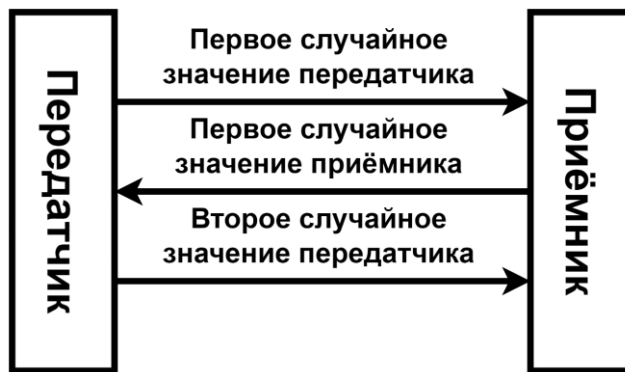 Передатчик
Первое случайное
значение передатчика
Первое случайное
значение приёмника
Второе случайное
значение передатчика
Приёмник